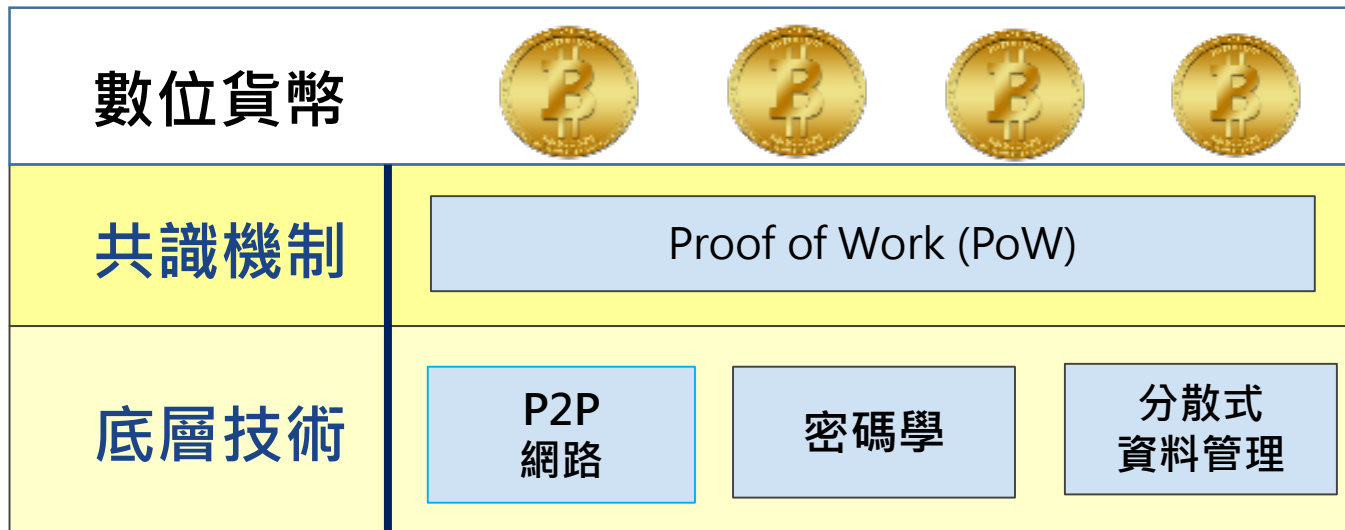 數位貨幣
共識機制
Proof of Work (PoW)
底層技術
P2P
網路
密碼學
分散式
資料管理